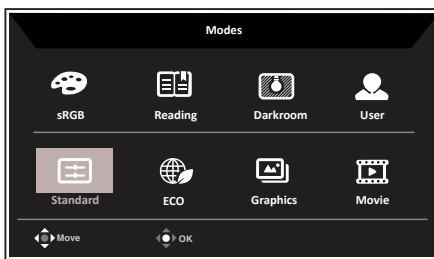 Modes
sRGB Reading Darkroom User
Standard ECO Graphics Movie
Move OK